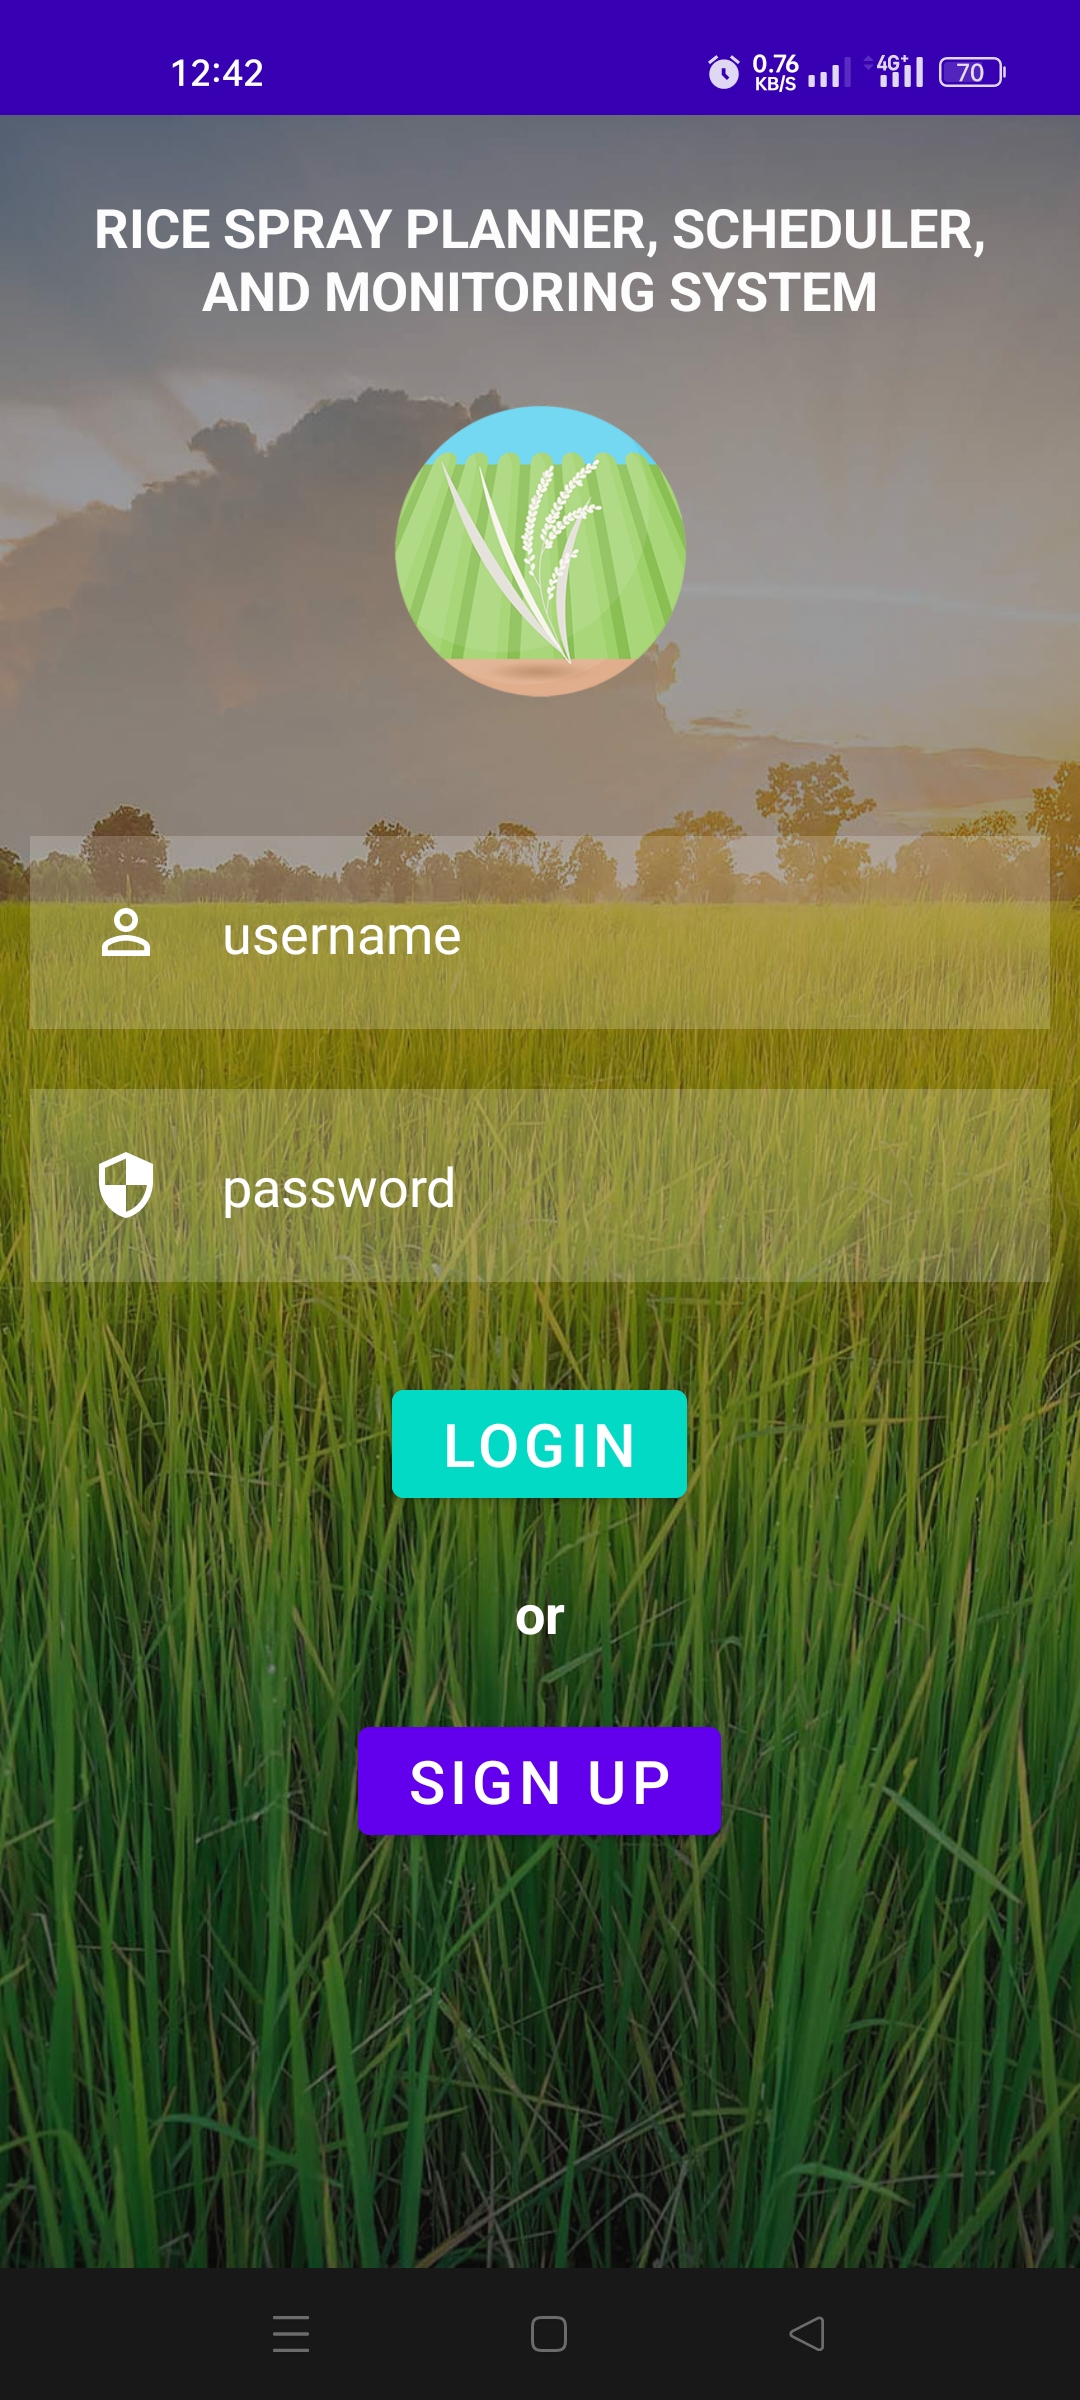 12:42
0.76
KB/S
4G+
70
RICE SPRAY PLANNER, SCHEDULER,
AND MONITORING SYSTEM
username
password
LOGIN
or
SIGN UP